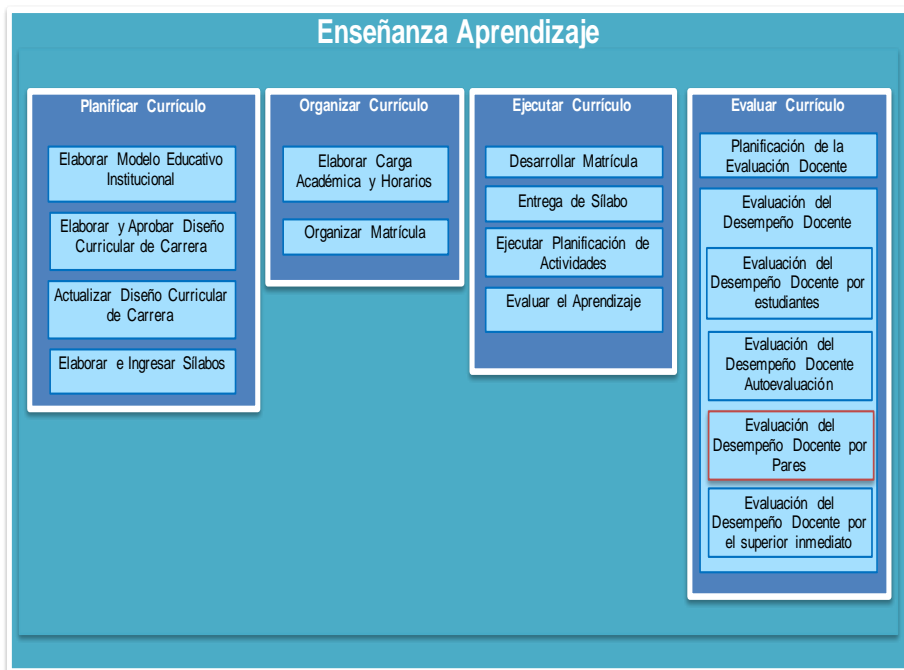 Enseñanza Aprendizaje
Planificar Currículo
Elaborar Modelo Educativo
Institucional
Elaborar y Aprobar Diseño
Curricular de Carrera
Actualizar Diseño Curricular
de Carrera
Elaborar e Ingresar Sílabos
Organizar Currículo
Elaborar Carga
Académica y Horarios
Organizar Matrícula
Ejecutar Currículo
Desarrollar Matrícula
Entrega de Sílabo
Ejecutar Planificación de
Actividades
Evaluar el Aprendizaje
Evaluar Currículo
Planificación de la
Evaluación Docente
Evaluación del
Desempeño Docente
Evaluación del
Desempeño Docente por
estudiantes
Evaluación del
Desempeño Docente
Autoevaluación
Evaluación del
Desempeño Docente por
Pares
Evaluación del
Desempeño Docente por
el superior inmediato